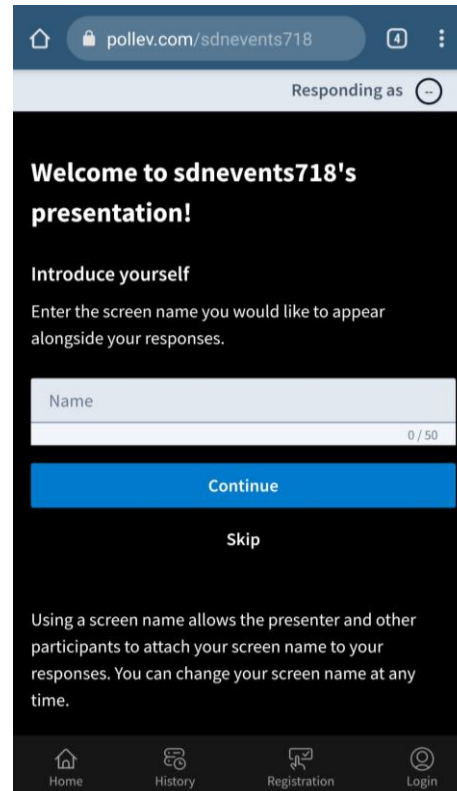 pollev.com/sdnevents718
4
Responding as --
Welcome to sdnevents718's
presentation!
Introduce yourself
Enter the screen name you would like to appear
alongside your responses.
Name
0 / 50
Continue
Skip
Using a screen name allows the presenter and other
participants to attach your screen name to your
responses. You can change your screen name at any
time.
Home History Registration Login